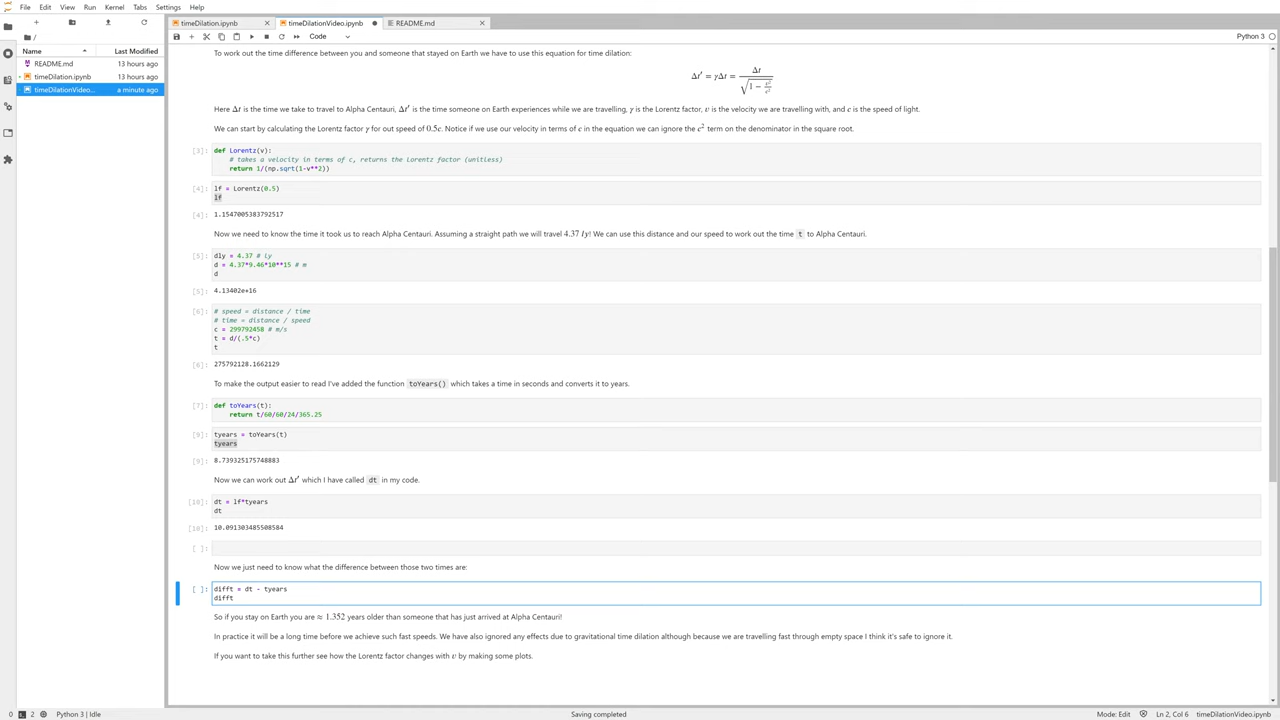 File Edit View Run Kernel Tabs Settings Help
timeDilation.ipynb
timeDilationVideo.ipynb
README.md
Code
Python 3
/
Name Last Modified
README.md 13 hours ago
timeDilation.ipynb 13 hours ago
timeDilationVideo... a minute ago
To work out the time difference between you and someone that stayed on Earth we have to use this equation for time dilation:
Δt′ = γΔt = Δt / √(1 − v²/c²)
Here Δt is the time we take to travel to Alpha Centauri, Δt′ is the time someone on Earth experiences while we are travelling, γ is the Lorentz factor, v is the velocity we are travelling with, and c is the speed of light.
We can start by calculating the Lorentz factor γ for out speed of 0.5c. Notice if we use our velocity in terms of c in the equation we can ignore the c² term on the denominator in the square root.
[3]: def Lorentz(v):
# takes a velocity in terms of c, returns the Lorentz factor (unitless)
return 1/(np.sqrt(1-v**2))
[4]: lf = Lorentz(0.5)
lf
[4]: 1.1547005383792517
Now we need to know the time it took us to reach Alpha Centauri. Assuming a straight path we will travel 4.37 ly! We can use this distance and our speed to work out the time t to Alpha Centauri.
[5]: dly = 4.37 # ly
d = 4.37*9.46*10**15 # m
d
[5]: 4.13402e+16
[6]: # speed = distance / time
# time = distance / speed
c = 299792458 # m/s
t = d/(.5*c)
t
[6]: 275792128.1662129
To make the output easier to read I've added the function toYears() which takes a time in seconds and converts it to years.
[7]: def toYears(t):
return t/60/60/24/365.25
[9]: tyears = toYears(t)
tyears
[9]: 8.739325175748883
Now we can work out Δt′ which I have called dt in my code.
[10]: dt = lf*tyears
dt
[10]: 10.091303485508584
[ ]:
Now we just need to know what the difference between those two times are:
[ ]: difft = dt - tyears
difft
So if you stay on Earth you are ≈ 1.352 years older than someone that has just arrived at Alpha Centauri!
In practice it will be a long time before we achieve such fast speeds. We have also ignored any effects due to gravitational time dilation although because we are travelling fast through empty space I think it's safe to ignore it.
If you want to take this further see how the Lorentz factor changes with v by making some plots.
0 2 Python 3 | Idle Saving completed Mode: Edit Ln 2, Col 6 timeDilationVideo.ipynb